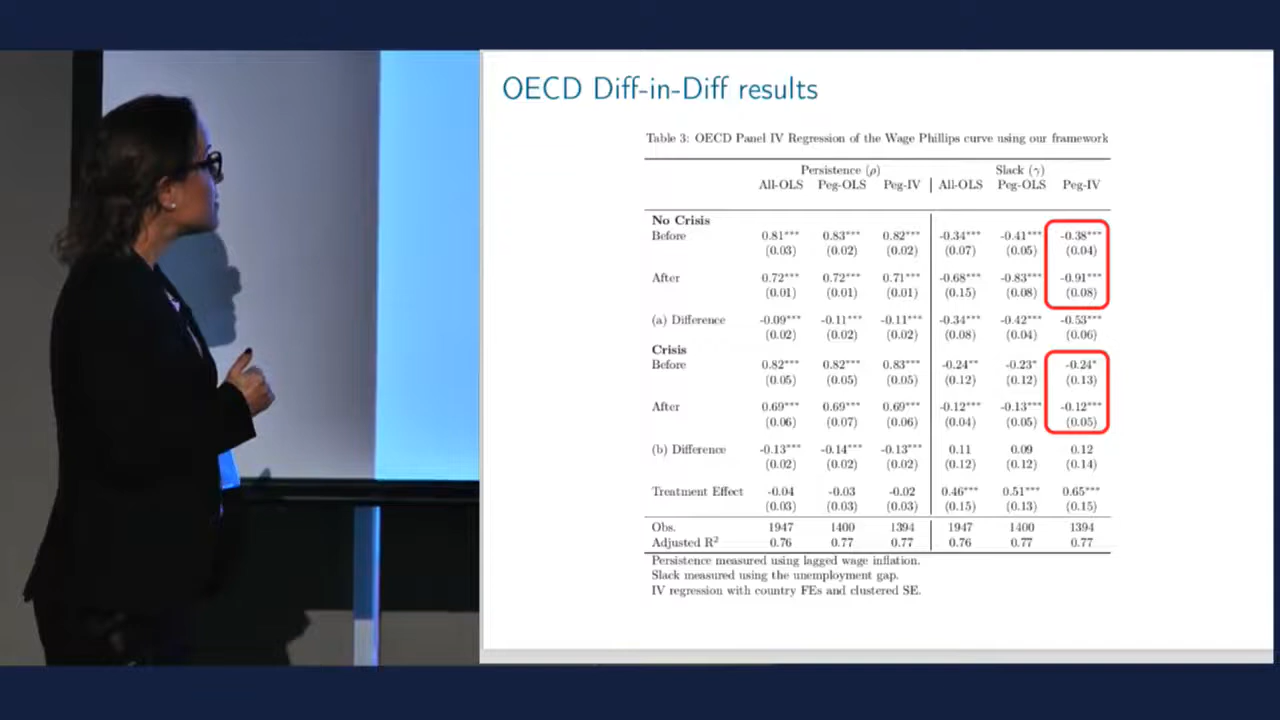 OECD Diff-in-Diff results
Table 3: OECD Panel IV Regression of the Wage Phillips curve using our framework
Persistence (ρ) Slack (γ)
All-OLS Peg-OLS Peg-IV All-OLS Peg-OLS Peg-IV
No Crisis
Before 0.81*** 0.83*** 0.82*** -0.34*** -0.41*** -0.38***
(0.03) (0.02) (0.02) (0.07) (0.05) (0.04)
After 0.72*** 0.72*** 0.71*** -0.68*** -0.83*** -0.91***
(0.01) (0.01) (0.01) (0.15) (0.08) (0.08)
(a) Difference -0.09*** -0.11*** -0.11*** -0.34*** -0.42*** -0.53***
(0.02) (0.02) (0.02) (0.08) (0.04) (0.06)
Crisis
Before 0.82*** 0.82*** 0.83*** -0.24** -0.23* -0.24*
(0.05) (0.05) (0.05) (0.12) (0.12) (0.13)
After 0.69*** 0.69*** 0.69*** -0.12*** -0.13*** -0.12***
(0.06) (0.07) (0.06) (0.04) (0.05) (0.05)
(b) Difference -0.13*** -0.14*** -0.13*** 0.11 0.09 0.12
(0.02) (0.02) (0.02) (0.12) (0.12) (0.14)
Treatment Effect -0.04 -0.03 -0.02 0.46*** 0.51*** 0.65***
(0.03) (0.03) (0.03) (0.15) (0.13) (0.15)
Obs. 1947 1400 1394 1947 1400 1394
Adjusted R² 0.76 0.77 0.77 0.76 0.77 0.77
Persistence measured using lagged wage inflation.
Slack measured using the unemployment gap.
IV regression with country FEs and clustered SE.